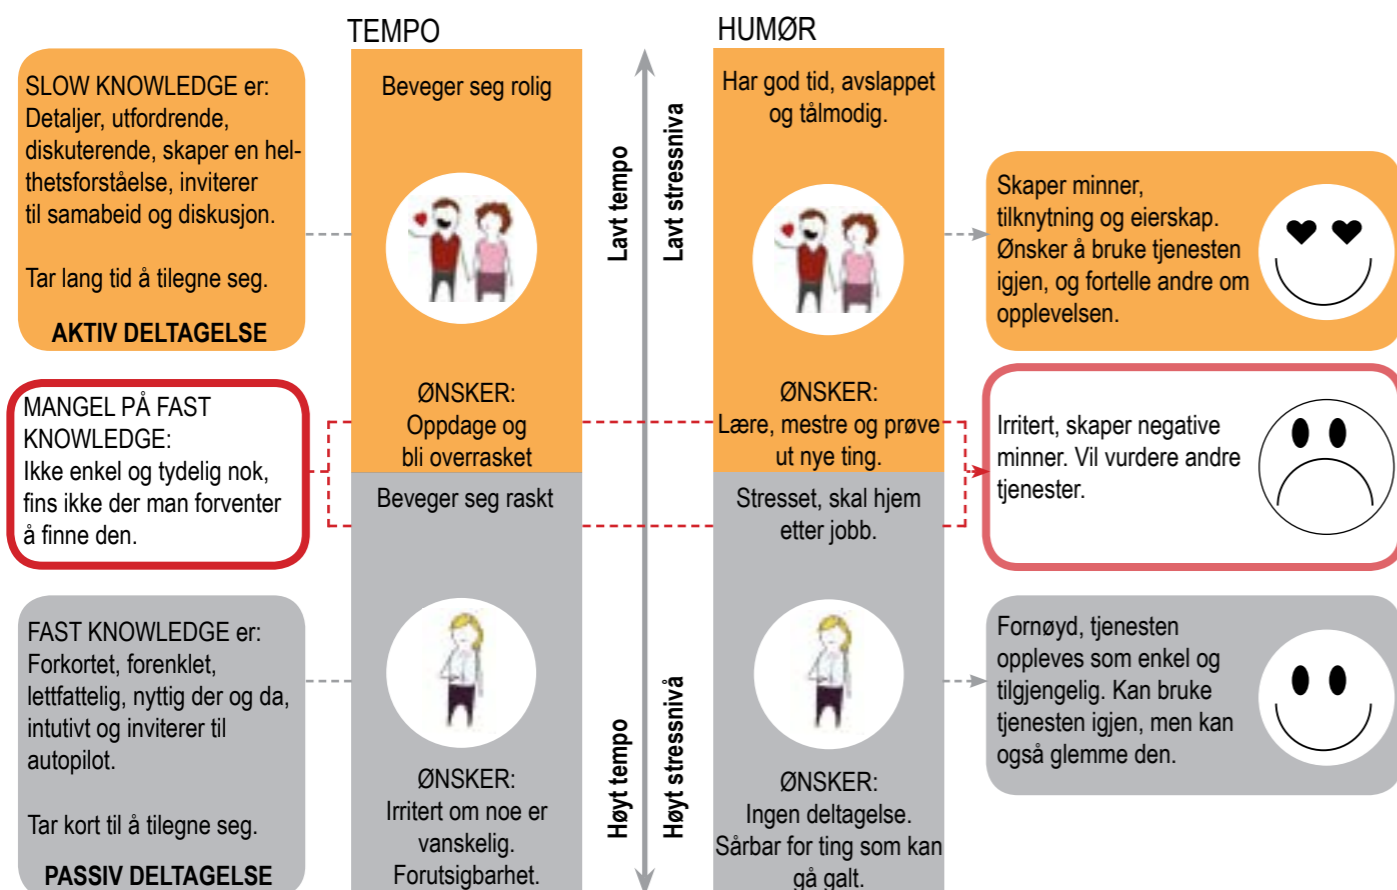 TEMPO
HUMØR
SLOW KNOWLEDGE er:
Detaljer, utfordrende,
diskuterende, skaper en hel-
thetsforståelse, inviterer
til samabeid og diskusjon.
Tar lang tid å tilegne seg.
AKTIV DELTAGELSE
Beveger seg rolig
ØNSKER:
Oppdage og
bli overrasket
Lavt tempo
Lavt stressniva
Har god tid, avslappet
og tålmodig.
ØNSKER:
Lære, mestre og prøve
ut nye ting.
Skaper minner,
tilknytning og eierskap.
Ønsker å bruke tjenesten
igjen, og fortelle andre om
opplevelsen.
MANGEL PÅ FAST
KNOWLEDGE:
Ikke enkel og tydelig nok,
fins ikke der man forventer
å finne den.
Irritert, skaper negative
minner. Vil vurdere andre
tjenester.
FAST KNOWLEDGE er:
Forkortet, forenklet,
lettfattelig, nyttig der og da,
intutivt og inviterer til
autopilot.
Tar kort til å tilegne seg.
PASSIV DELTAGELSE
Beveger seg raskt
ØNSKER:
Irritert om noe er
vanskelig.
Forutsigbarhet.
Høyt tempo
Høyt stressnivå
Stresset, skal hjem
etter jobb.
ØNSKER:
Ingen deltagelse.
Sårbar for ting som kan
gå galt.
Fornøyd, tjenesten
oppleves som enkel og
tilgjengelig. Kan bruke
tjenesten igjen, men kan
også glemme den.